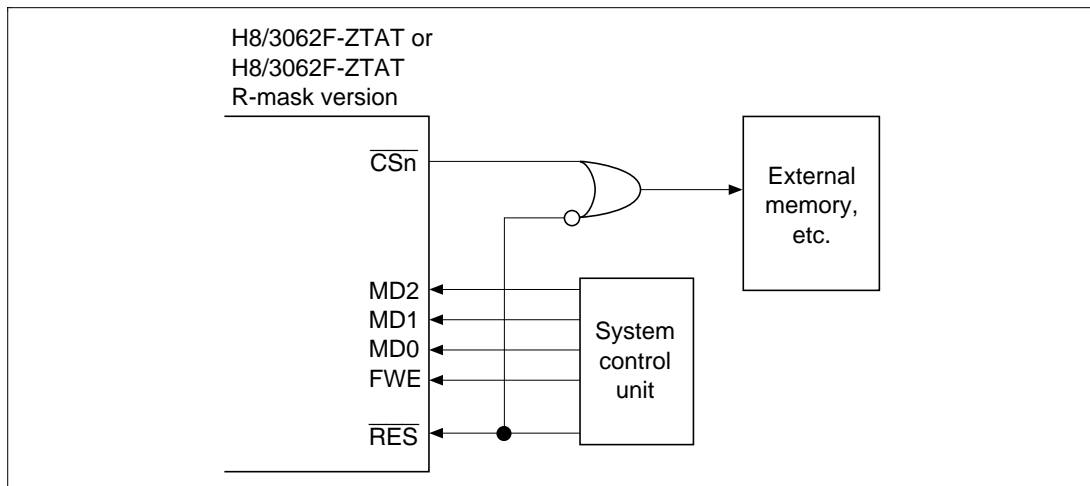 H8/3062F-ZTAT or
H8/3062F-ZTAT
R-mask version
CSn
External
memory,
etc.
MD2
MD1
MD0
FWE
RES
System
control
unit